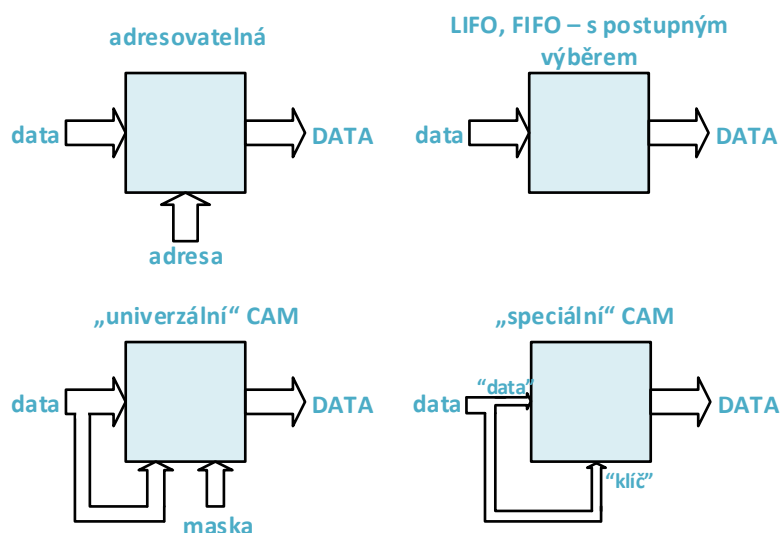 adresovatelná
data
DATA
adresa
LIFO, FIFO – s postupným
výběrem
data
DATA
„univerzální“ CAM
data
DATA
maska
„speciální“ CAM
data
“data”
DATA
“klíč”